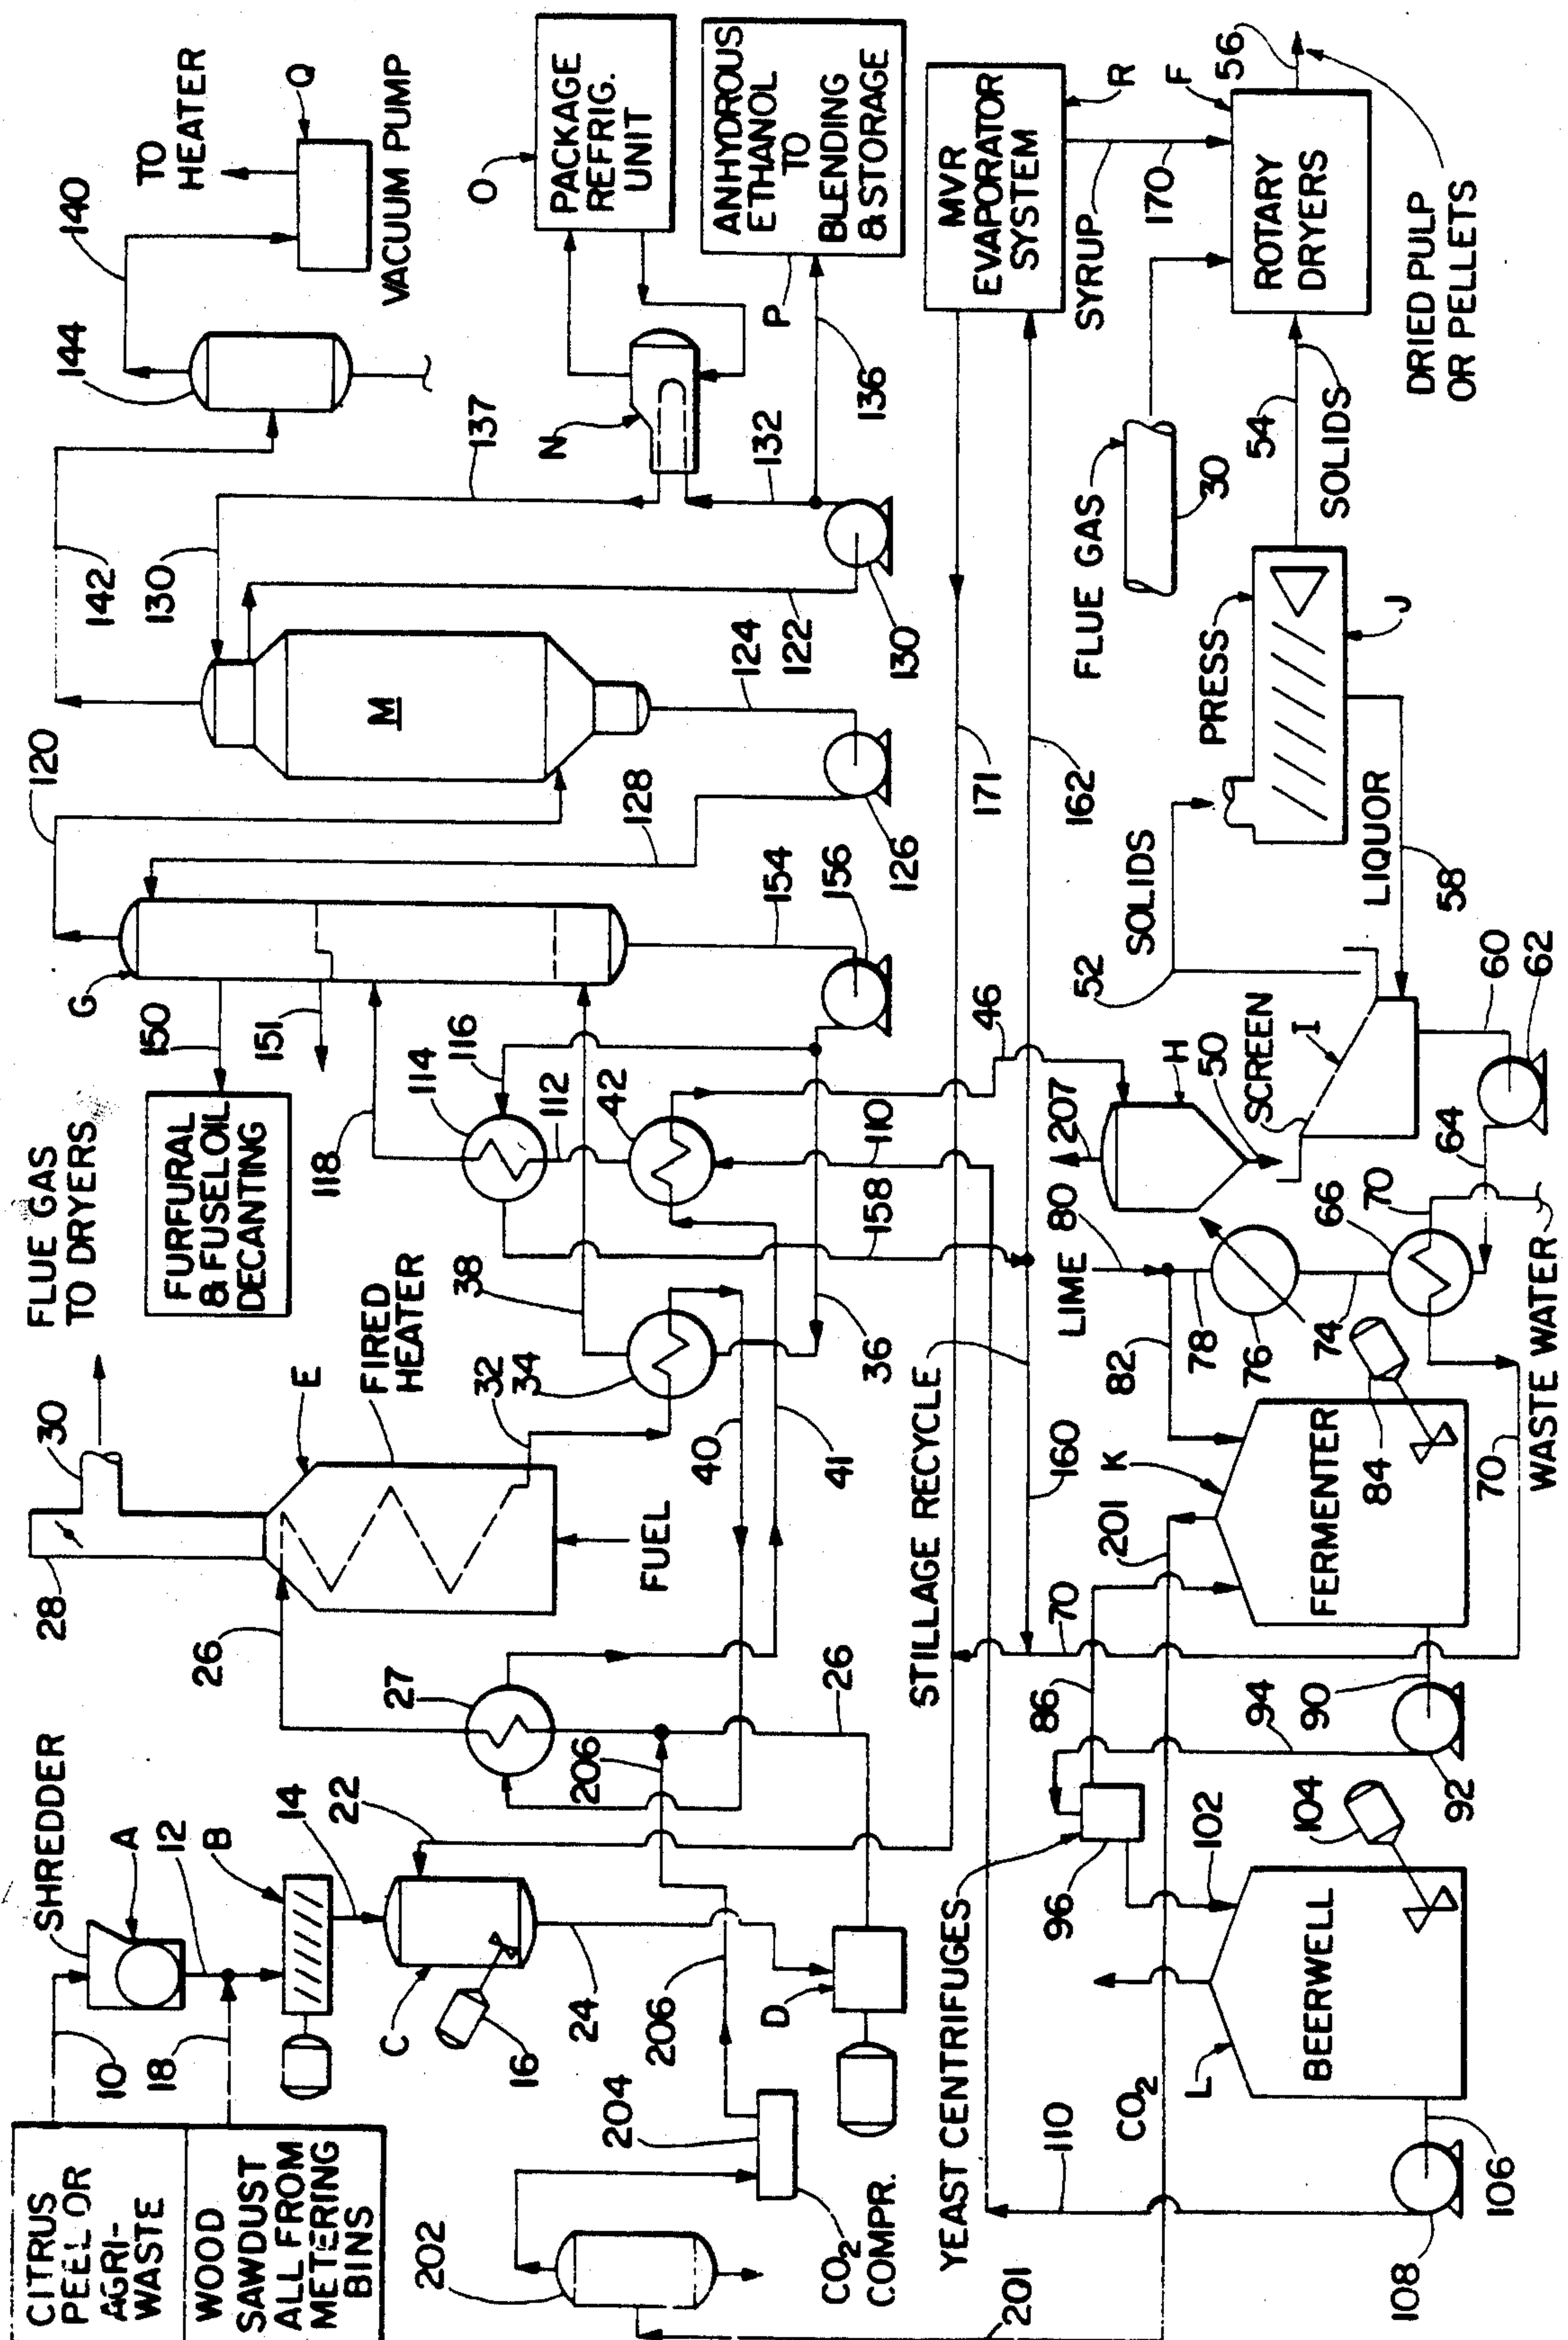 CITRUS
PEEL OR
AGRI-
WASTE
WOOD
SAWDUST
ALL FROM
METERING
BINS
10
18
SHREDDER
A
12
B
14
22
C
16
24
206
206
D
204
202
CO2
COMPR.
201
26
27
26
28
30
FLUE GAS
TO DRYERS
E
FIRED
HEATER
FUEL
32
34
38
40
41
36
FURFURAL
& FUSEL OIL
DECANTING
150
151
G
118
114
116
112
42
110
158
120
128
154
156
126
M
124
122
130
142
130
137
132
136
144
140
TO
HEATER
Q
VACUUM PUMP
N
O
PACKAGE
REFRIG.
UNIT
P
ANHYDROUS
ETHANOL
TO
BLENDING
& STORAGE
MVR
EVAPORATOR
SYSTEM
R
SYRUP
170
F
56
ROTARY
DRYERS
DRIED PULP
OR PELLETS
171
162
FLUE GAS
30
54
SOLIDS
PRESS
J
LIQUOR
58
SOLIDS
52
46
H
207
50
SCREEN
I
60
62
64
70
66
WASTE WATER
74
76
78
80
LIME
82
84
K
FERMENTER
70
STILLAGE RECYCLE
160
201
70
86
94
90
92
YEAST CENTRIFUGES
96
102
104
BEERWELL
L
CO2
110
106
108